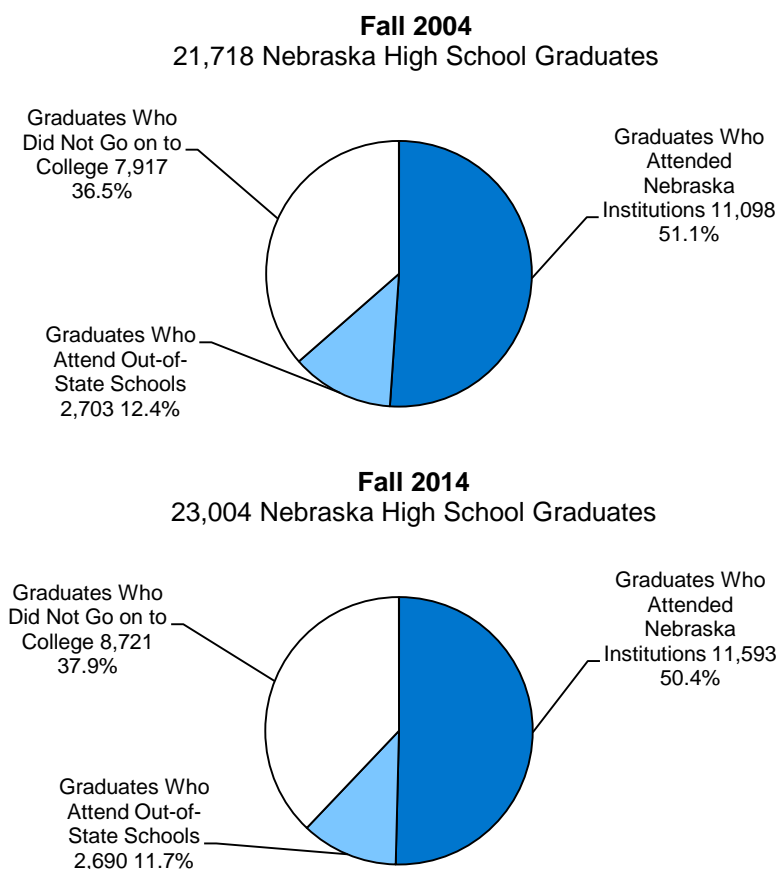 Fall 2004
21,718 Nebraska High School Graduates
Graduates Who
Did Not Go on to
College 7,917
36.5%
Graduates Who
Attended
Nebraska
Institutions 11,098
51.1%
Graduates Who
Attend Out-of-
State Schools
2,703 12.4%
Fall 2014
23,004 Nebraska High School Graduates
Graduates Who
Did Not Go on to
College 8,721
37.9%
Graduates Who
Attended
Nebraska
Institutions 11,593
50.4%
Graduates Who
Attend Out-of-
State Schools
2,690 11.7%